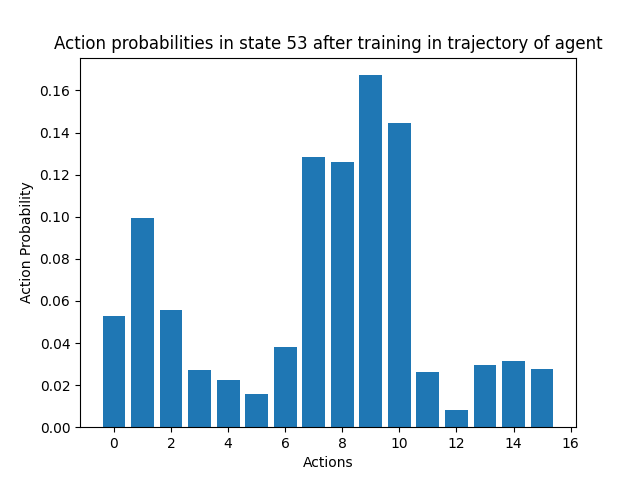 Action probabilities in state 53 after training in trajectory of agent
Action Probability
0.16
0.14
0.12
0.10
0.08
0.06
0.04
0.02
0.00
0 2 4 6 8 10 12 14 16
Actions